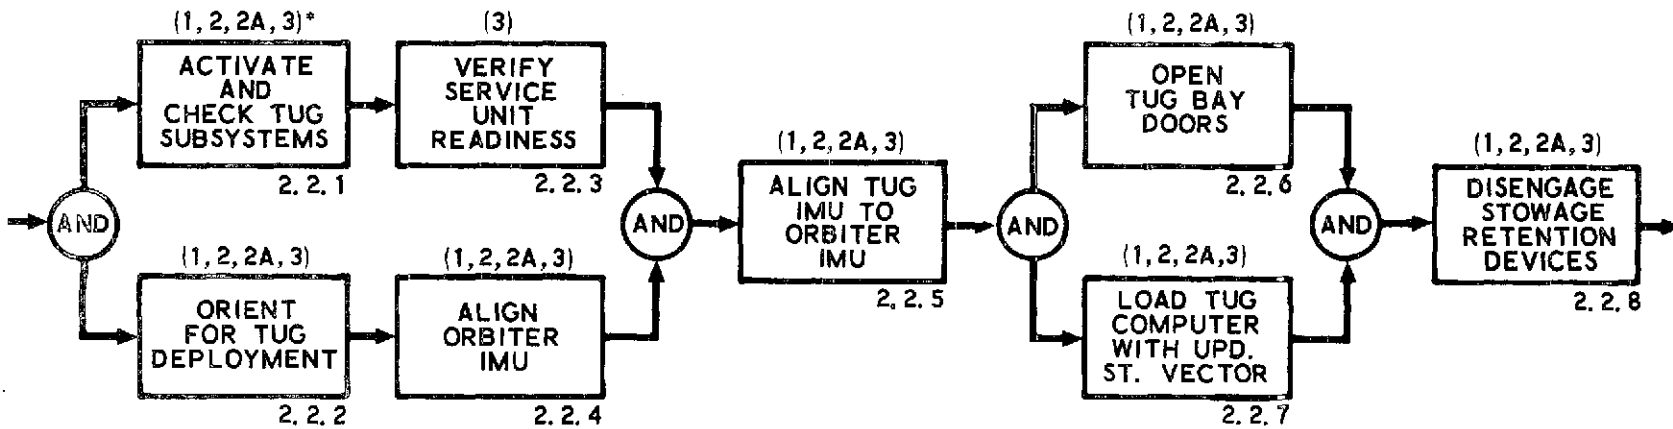 (1, 2, 2A, 3)*
ACTIVATE
AND
CHECK TUG
SUBSYSTEMS
2.2.1
(3)
VERIFY
SERVICE
UNIT
READINESS
2.2.3
AND
(1, 2, 2A, 3)
ORIENT
FOR TUG
DEPLOYMENT
2.2.2
(1, 2, 2A, 3)
ALIGN
ORBITER
IMU
2.2.4
AND
(1, 2, 2A, 3)
ALIGN TUG
IMU TO
ORBITER
IMU
2.2.5
AND
(1, 2, 2A, 3)
OPEN
TUG BAY
DOORS
2.2.6
(1, 2, 2A, 3)
LOAD TUG
COMPUTER
WITH UPD.
ST. VECTOR
2.2.7
AND
(1, 2, 2A, 3)
DISENGAGE
STOWAGE
RETENTION
DEVICES
2.2.8